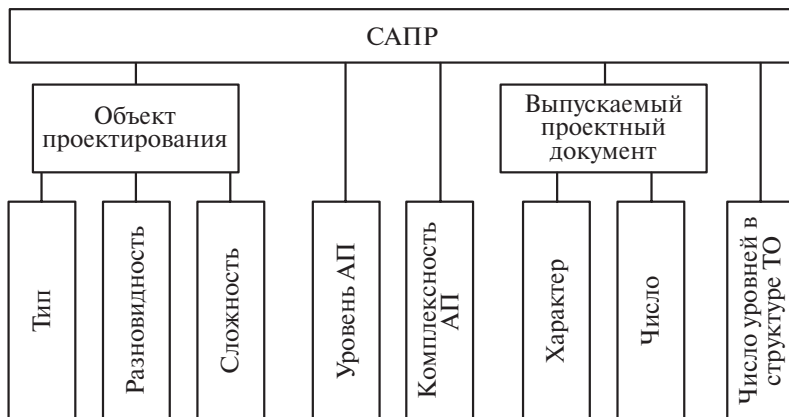 САПР
Объект
проектирования
Выпускаемый
проектный
документ
Тип
Разновидность
Сложность
Уровень АП
Комплексность
АП
Характер
Число
Число уровней в
структуре ТО